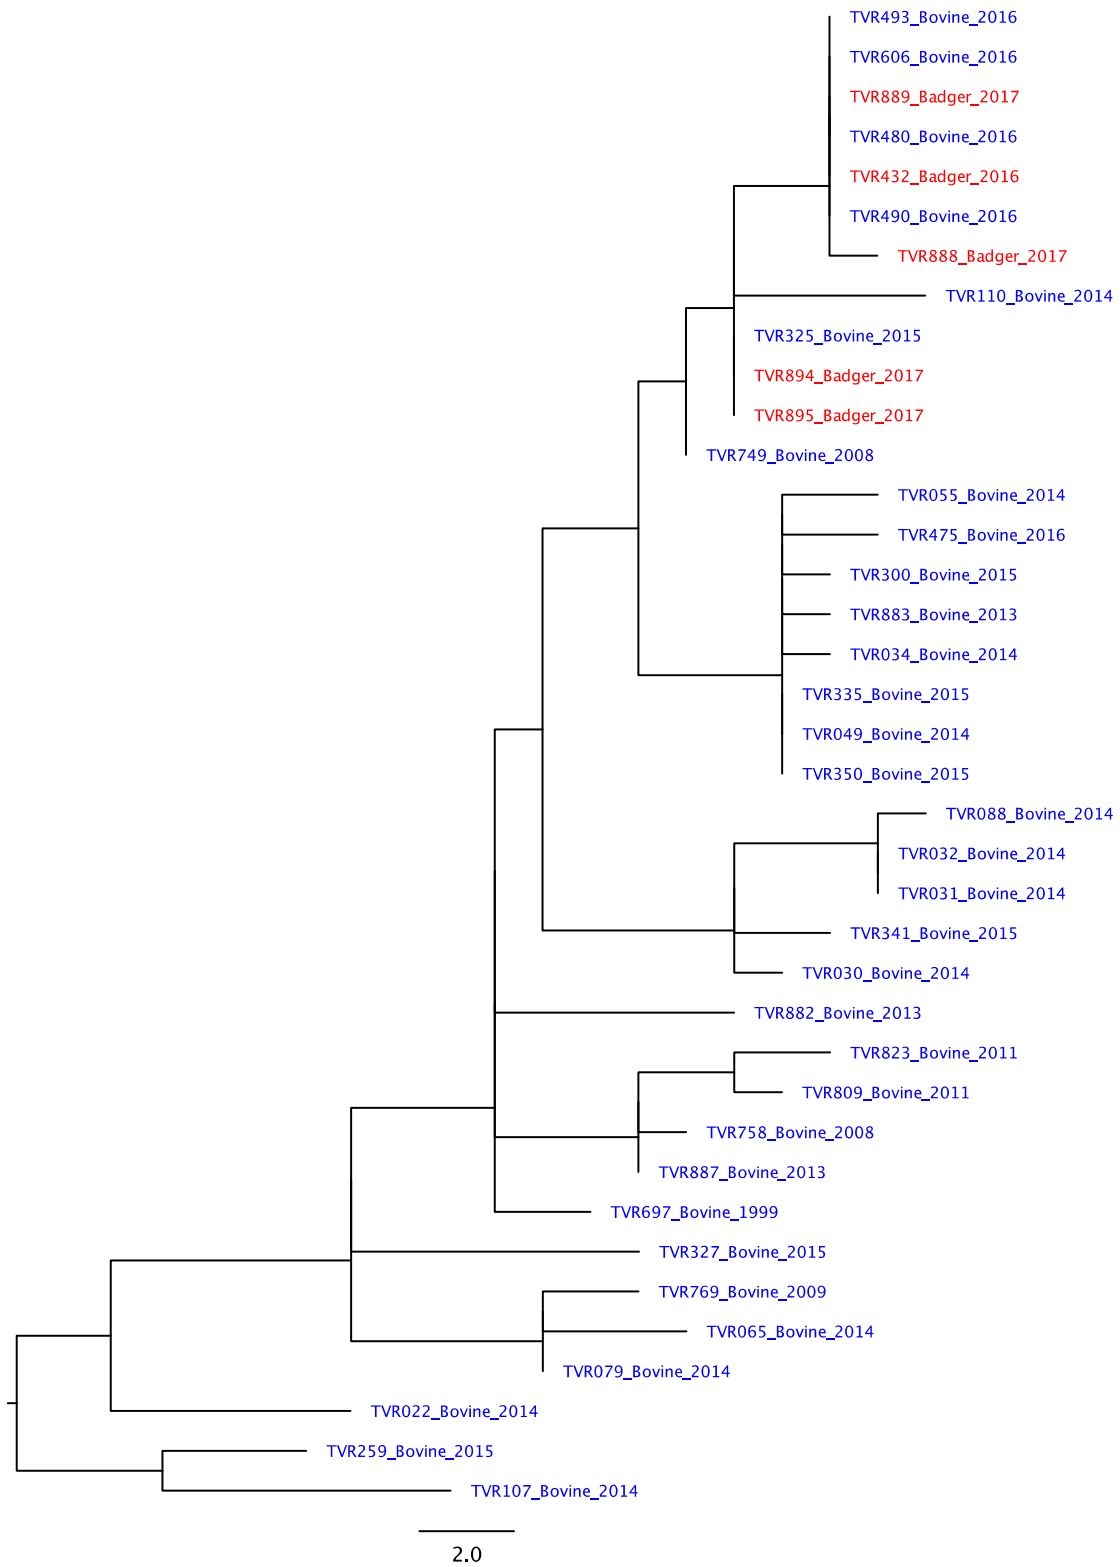 TVR493_Bovine_2016
TVR606_Bovine_2016
TVR889_Badger_2017
TVR480_Bovine_2016
TVR432_Badger_2016
TVR490_Bovine_2016
TVR888_Badger_2017
TVR110_Bovine_2014
TVR325_Bovine_2015
TVR894_Badger_2017
TVR895_Badger_2017
TVR749_Bovine_2008
TVR055_Bovine_2014
TVR475_Bovine_2016
TVR300_Bovine_2015
TVR883_Bovine_2013
TVR034_Bovine_2014
TVR335_Bovine_2015
TVR049_Bovine_2014
TVR350_Bovine_2015
TVR088_Bovine_2014
TVR032_Bovine_2014
TVR031_Bovine_2014
TVR341_Bovine_2015
TVR030_Bovine_2014
TVR882_Bovine_2013
TVR823_Bovine_2011
TVR809_Bovine_2011
TVR758_Bovine_2008
TVR887_Bovine_2013
TVR697_Bovine_1999
TVR327_Bovine_2015
TVR769_Bovine_2009
TVR065_Bovine_2014
TVR079_Bovine_2014
TVR022_Bovine_2014
TVR259_Bovine_2015
TVR107_Bovine_2014
2.0